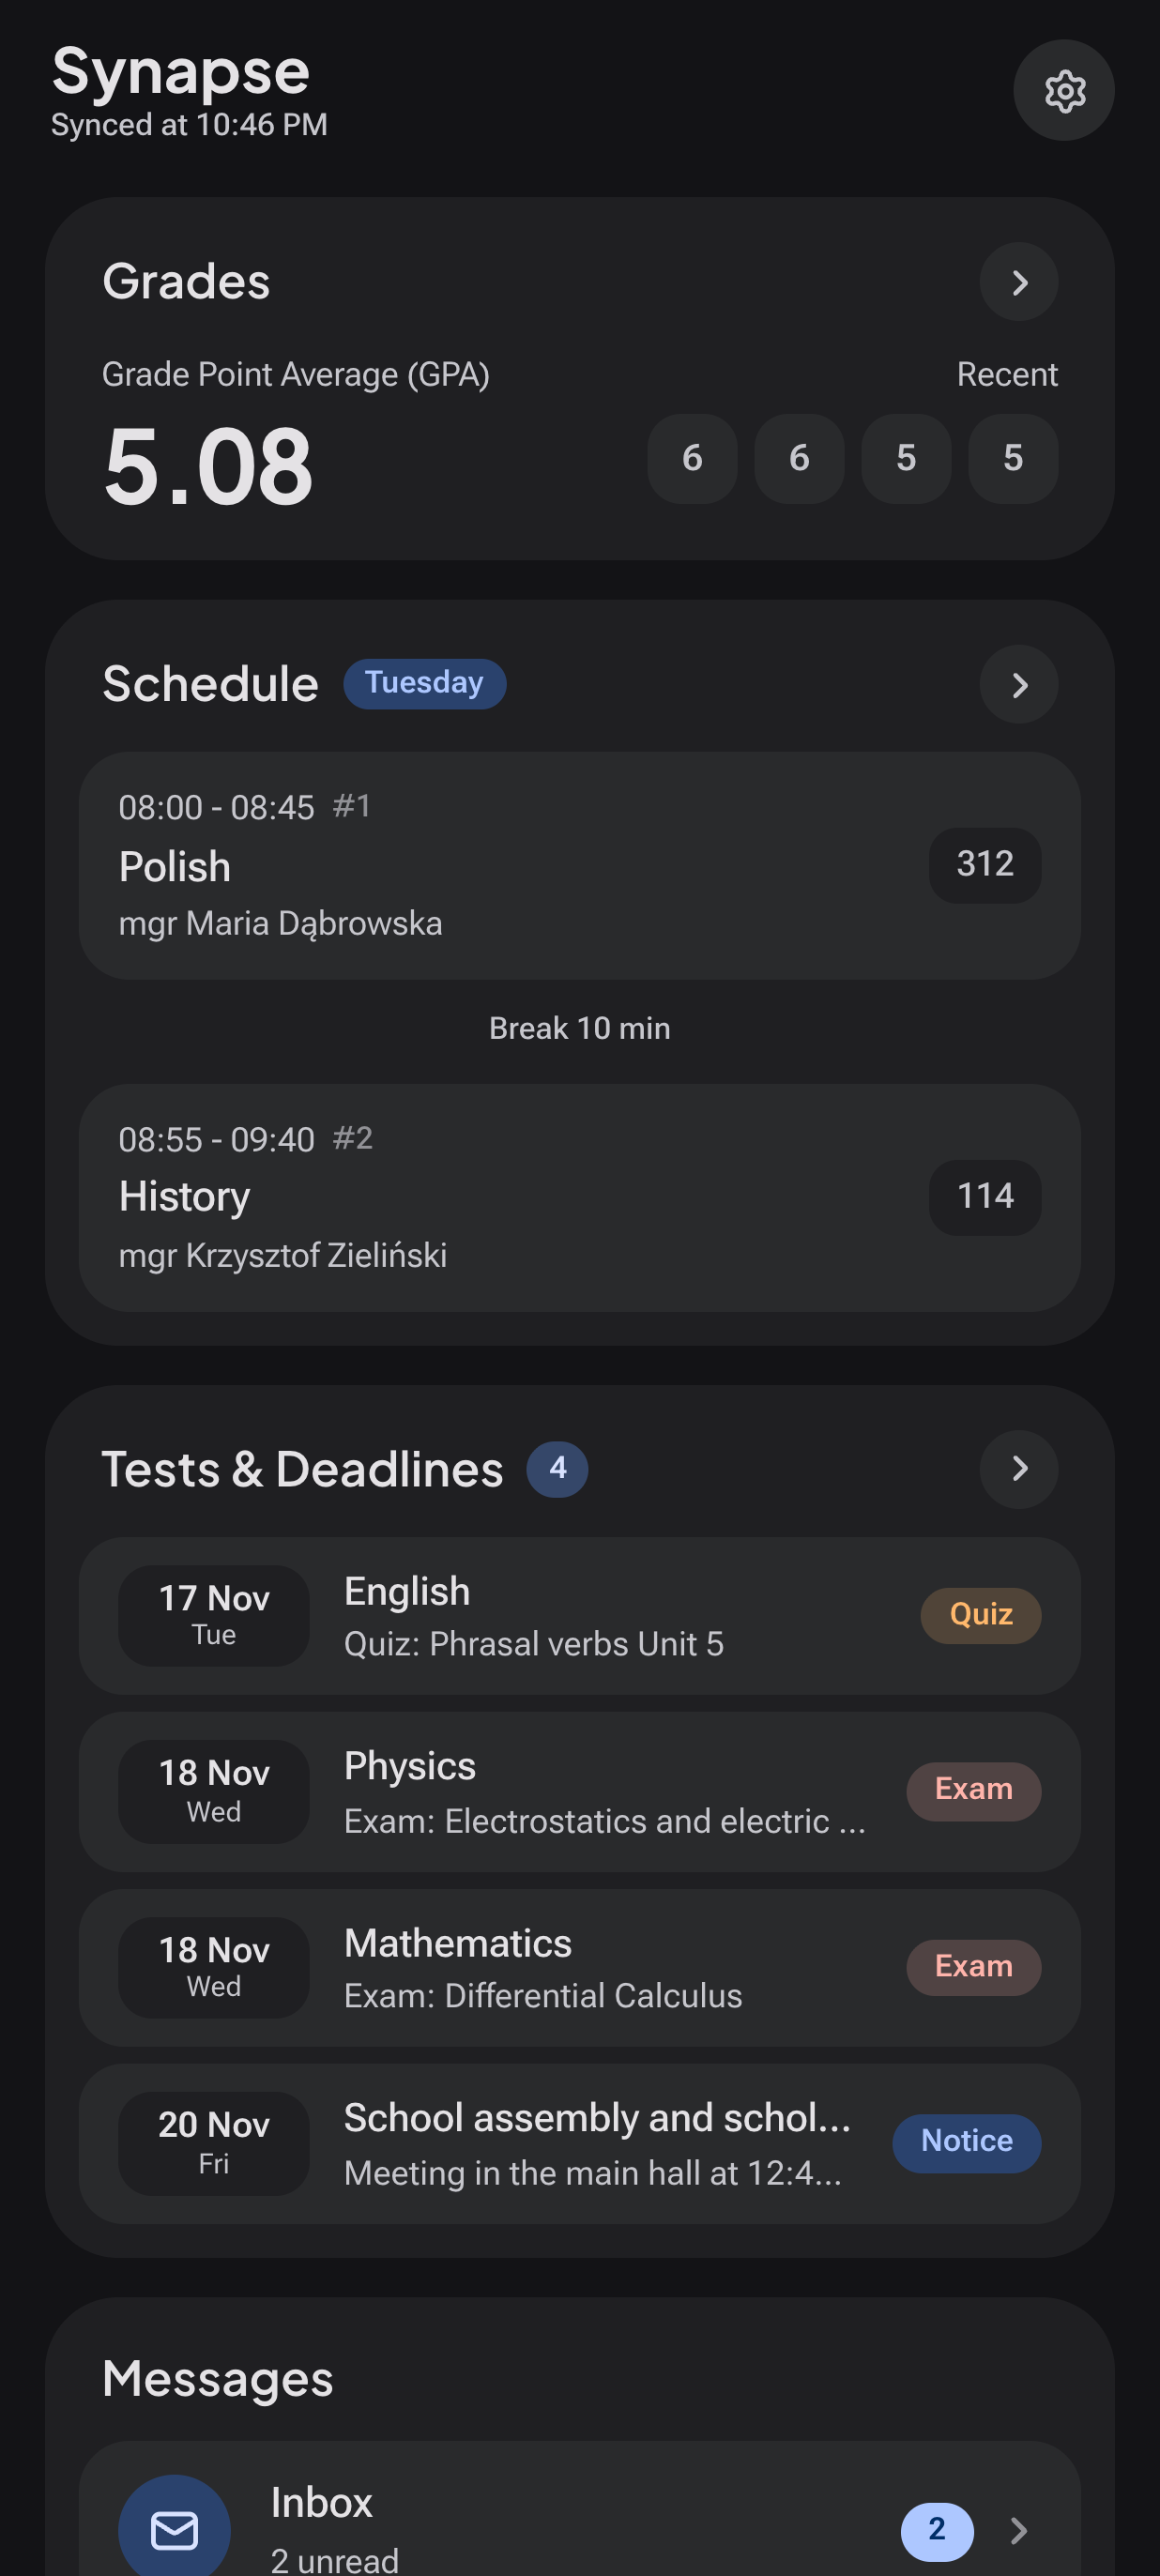 Synapse
Synced at 10:46 PM
Grades
Grade Point Average (GPA) Recent
5.08 6 6 5 5
Schedule Tuesday
08:00 - 08:45 #1
Polish 312
mgr Maria Dąbrowska
Break 10 min
08:55 - 09:40 #2
History 114
mgr Krzysztof Zieliński
Tests & Deadlines 4
17 Nov
Tue
English
Quiz: Phrasal verbs Unit 5
Quiz
18 Nov
Wed
Physics
Exam: Electrostatics and electric ...
Exam
18 Nov
Wed
Mathematics
Exam: Differential Calculus
Exam
20 Nov
Fri
School assembly and schol...
Meeting in the main hall at 12:4...
Notice
Messages
Inbox
2 unread
2